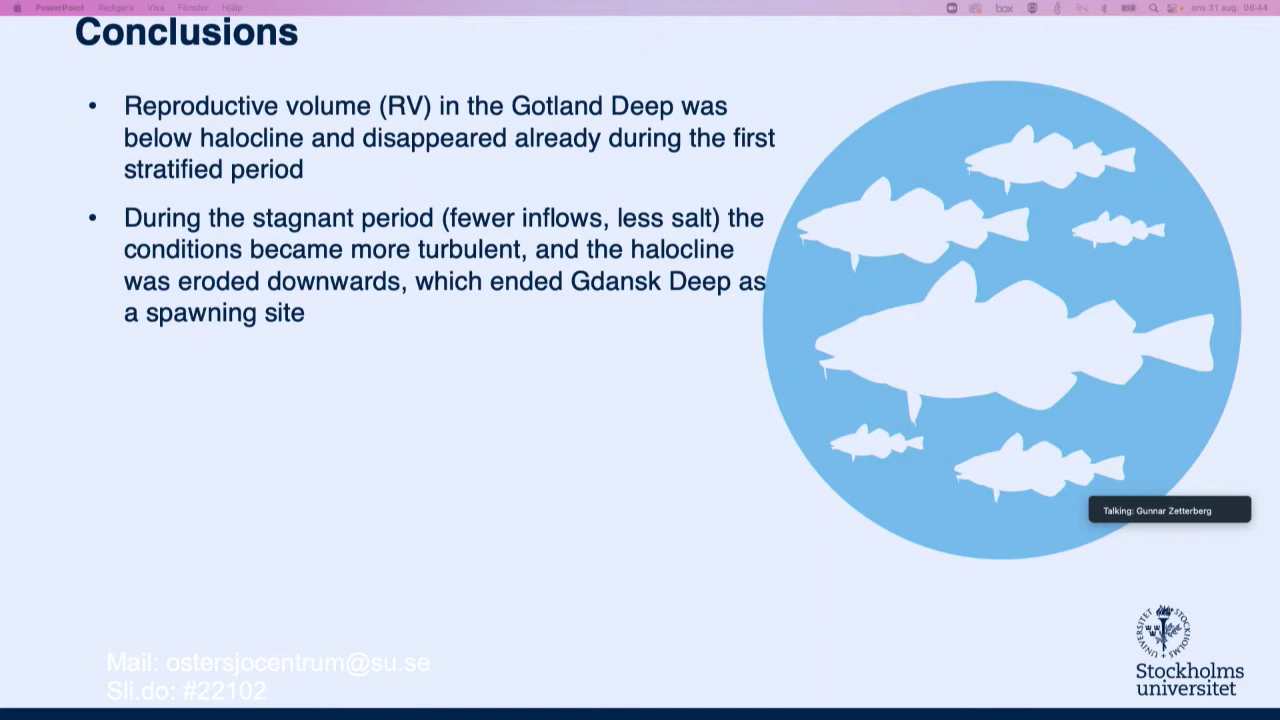 PowerPoint Redigera Visa Fönster Hjälp box ons 31 aug. 08:44
Conclusions
• Reproductive volume (RV) in the Gotland Deep was
below halocline and disappeared already during the first
stratified period
• During the stagnant period (fewer inflows, less salt) the
conditions became more turbulent, and the halocline
was eroded downwards, which ended Gdansk Deep as
a spawning site
Talking: Gunnar Zetterberg
Mail: ostersjocentrum@su.se
Sli.do: #22102
Stockholms
universitet